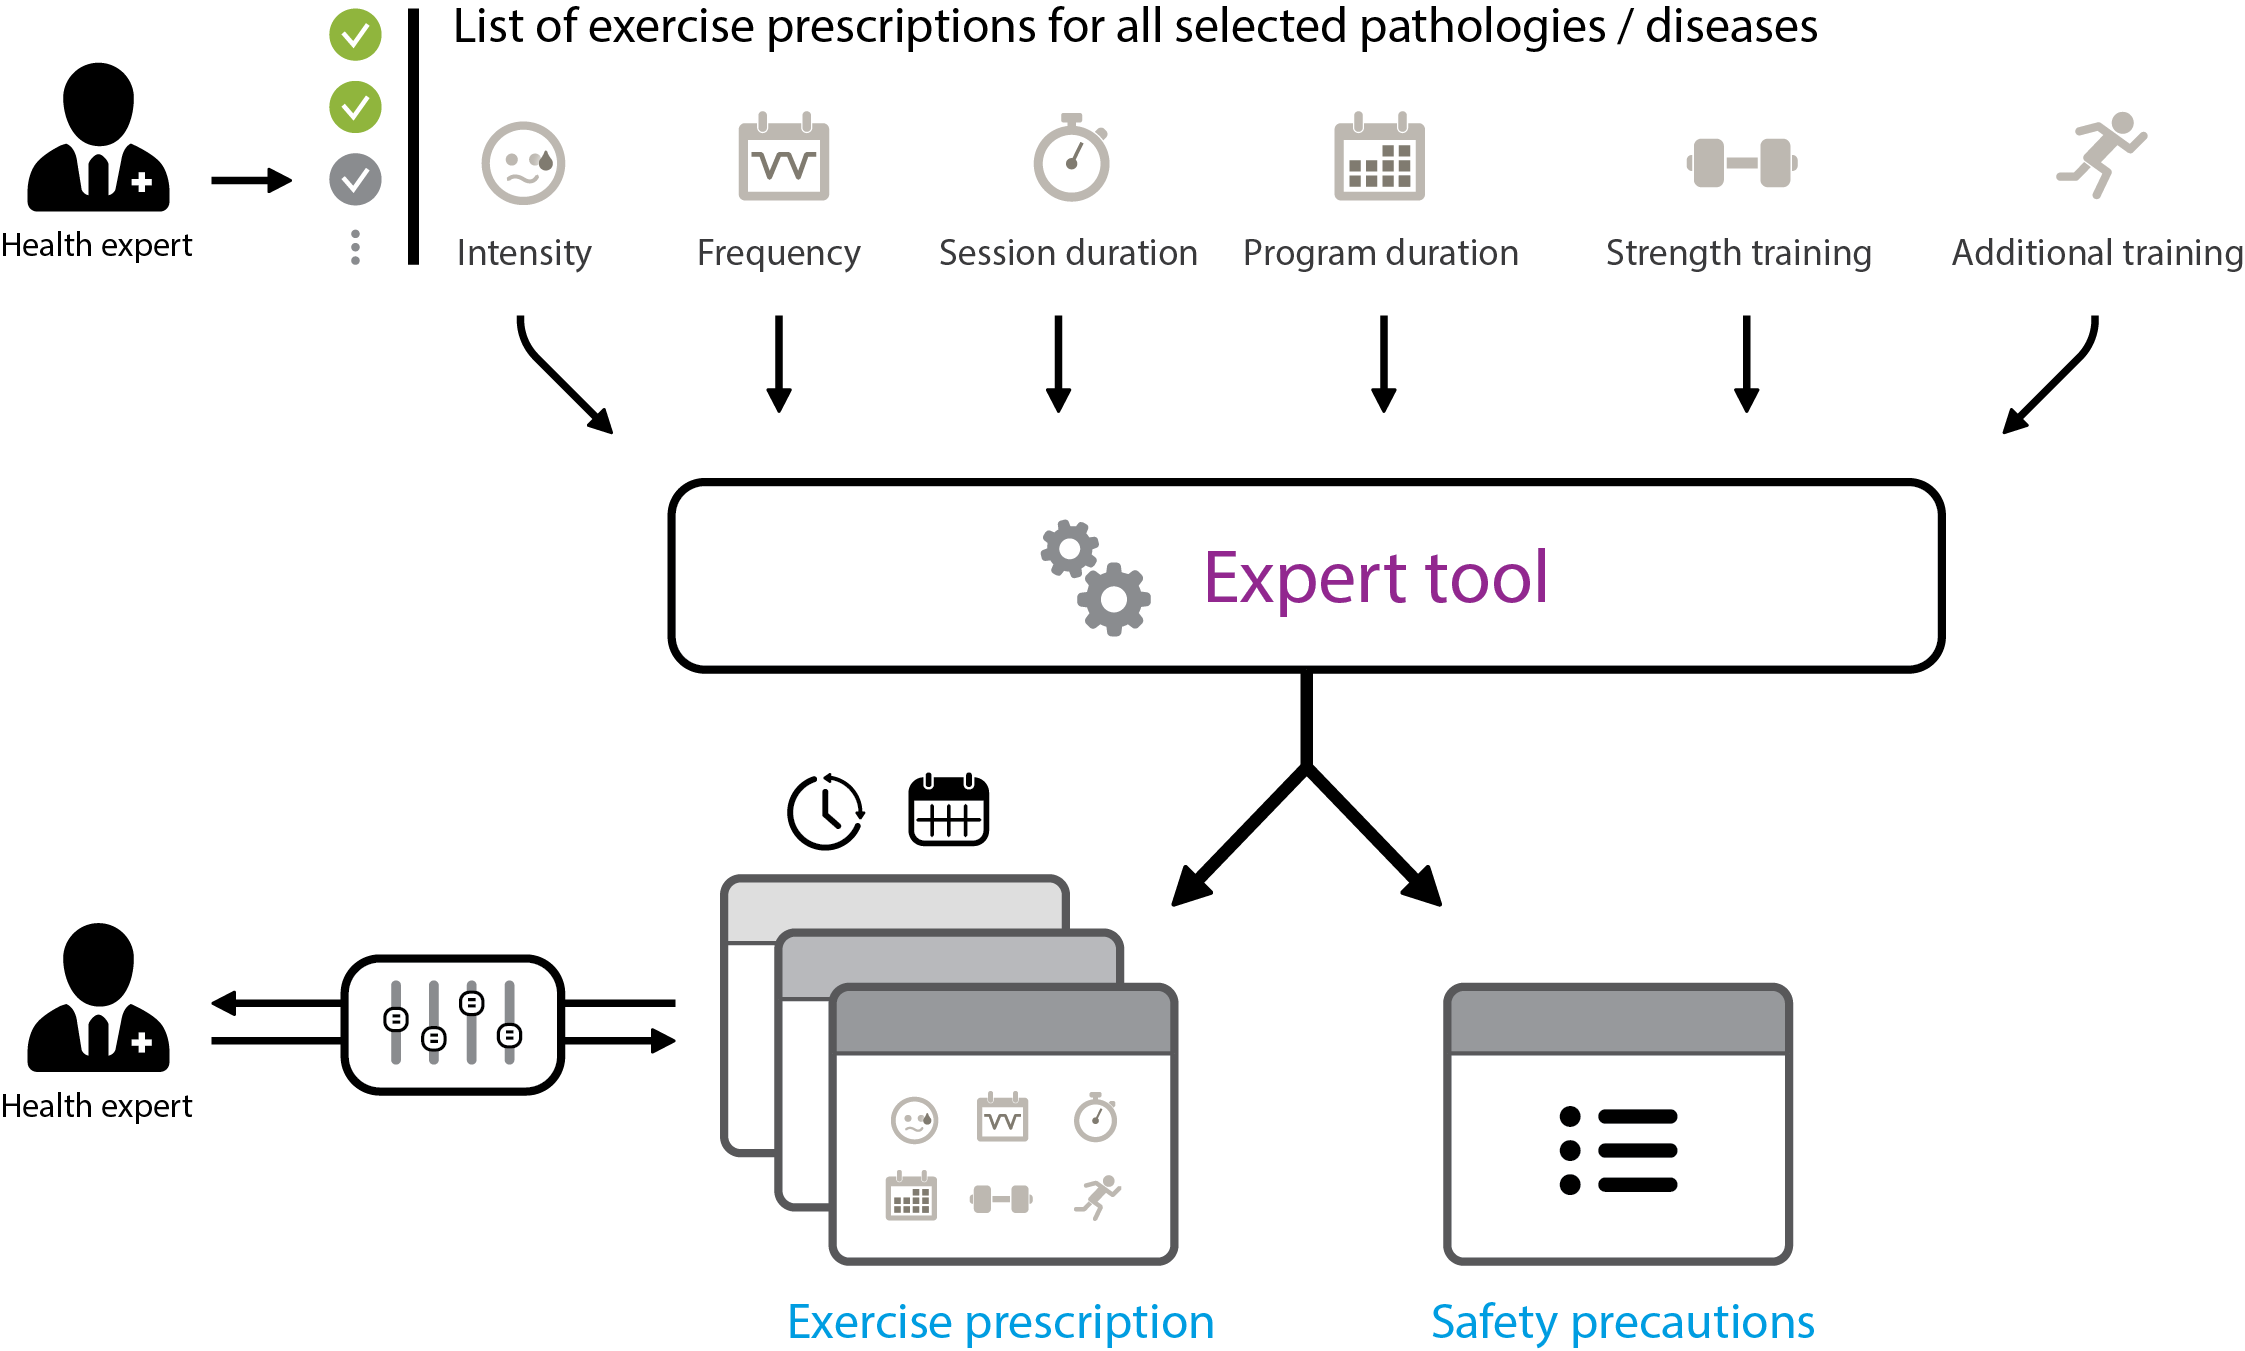 List of exercise prescriptions for all selected pathologies / diseases
Health expert
Intensity
Frequency
Session duration
Program duration
Strength training
Additional training
Expert tool
Health expert
Exercise prescription
Safety precautions